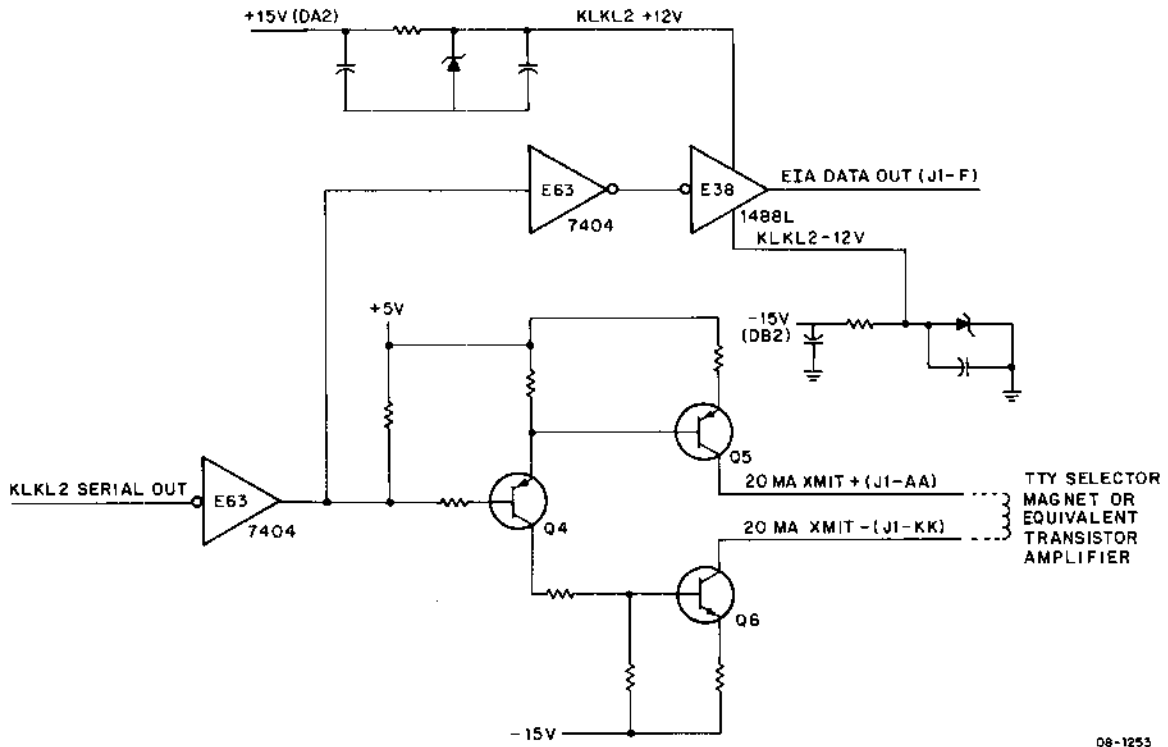 +15V (DA2)
KLKL2 +12V
E63
7404
E38
1488L
EIA DATA OUT (J1-F)
KLKL2-12V
+5V
-15V
(DB2)
Q5
KLKL2 SERIAL OUT
E63
7404
Q4
20 MA XMIT + (J1-AA)
20 MA XMIT -(J1-KK)
TTY SELECTOR
MAGNET OR
EQUIVALENT
TRANSISTOR
AMPLIFIER
Q6
-15V
08-1253